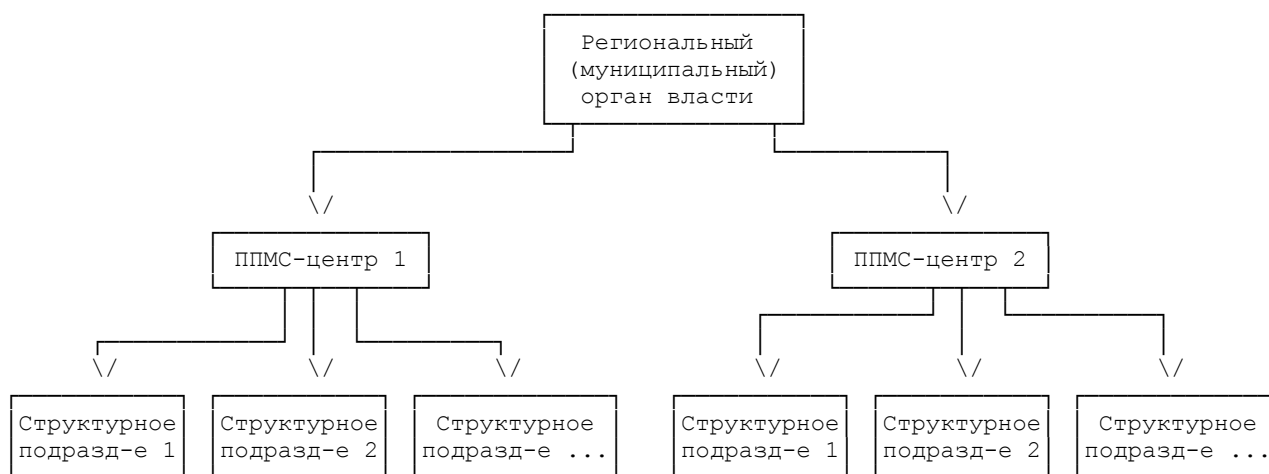 Региональный
(муниципальный)
орган власти
ППМС-центр 1
ППМС-центр 2
Структурное
подразд-е 1
Структурное
подразд-е 2
Структурное
подразд-е ...
Структурное
подразд-е 1
Структурное
подразд-е 2
Структурное
подразд-е ...